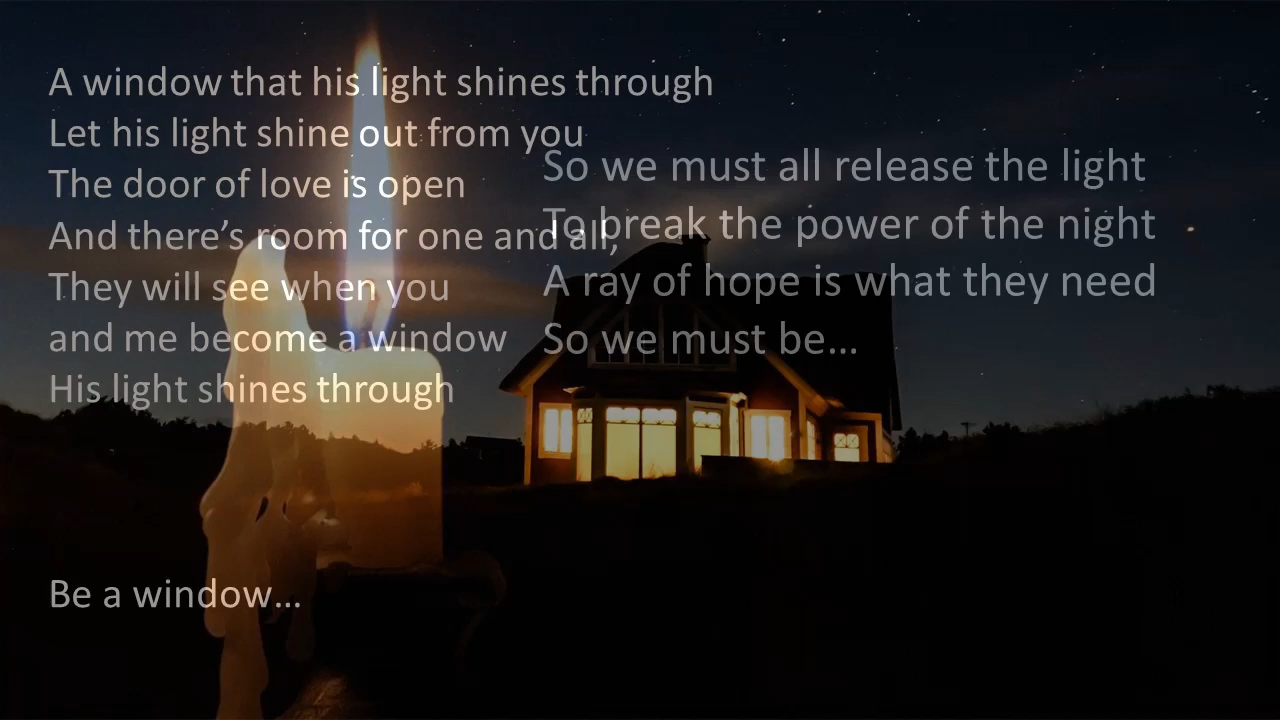 A window that his light shines through
Let his light shine out from you
The door of love is open
And there's room for one and all,
They will see when you
and me become a window
His light shines through
Be a window…
So we must all release the light
To break the power of the night
A ray of hope is what they need
So we must be…